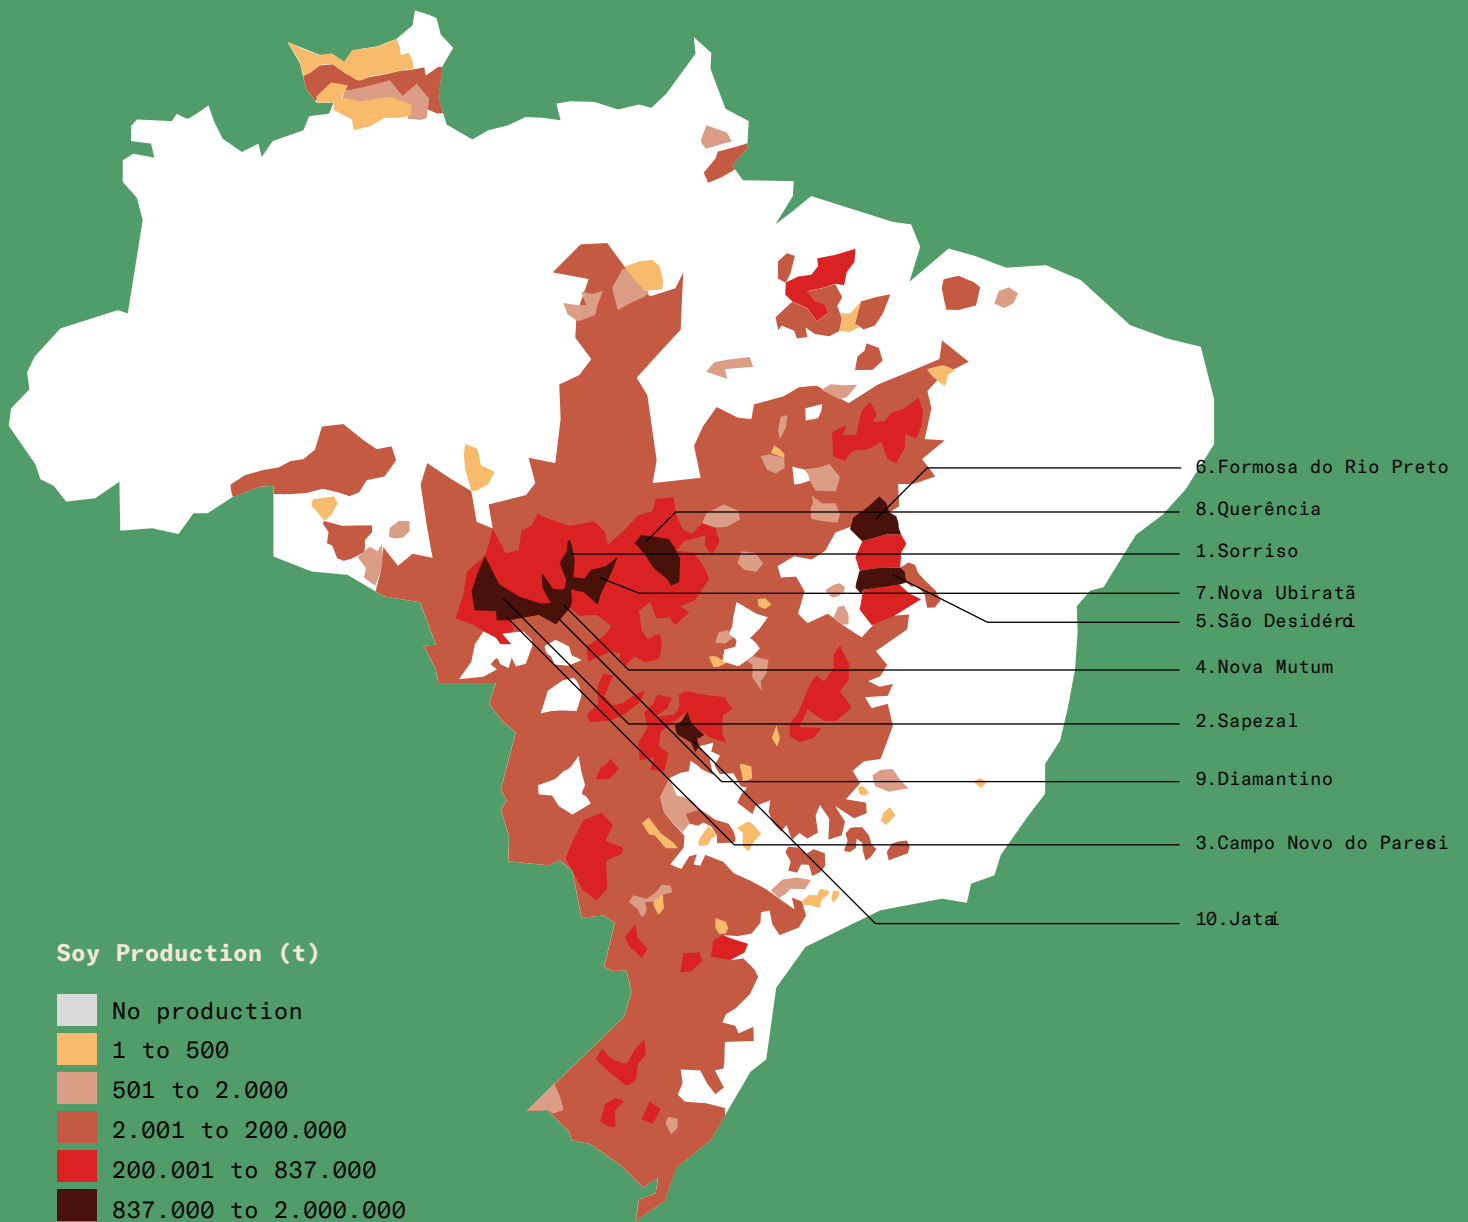 6.Formosa do Rio Preto
8.Querência
1.Sorriso
7.Nova Ubiratã
5.São Desidério
4.Nova Mutum
2.Sapezal
9.Diamantino
3.Campo Novo do Parecis
10.Jataí
Soy Production (t)
No production
1 to 500
501 to 2.000
2.001 to 200.000
200.001 to 837.000
837.000 to 2.000.000